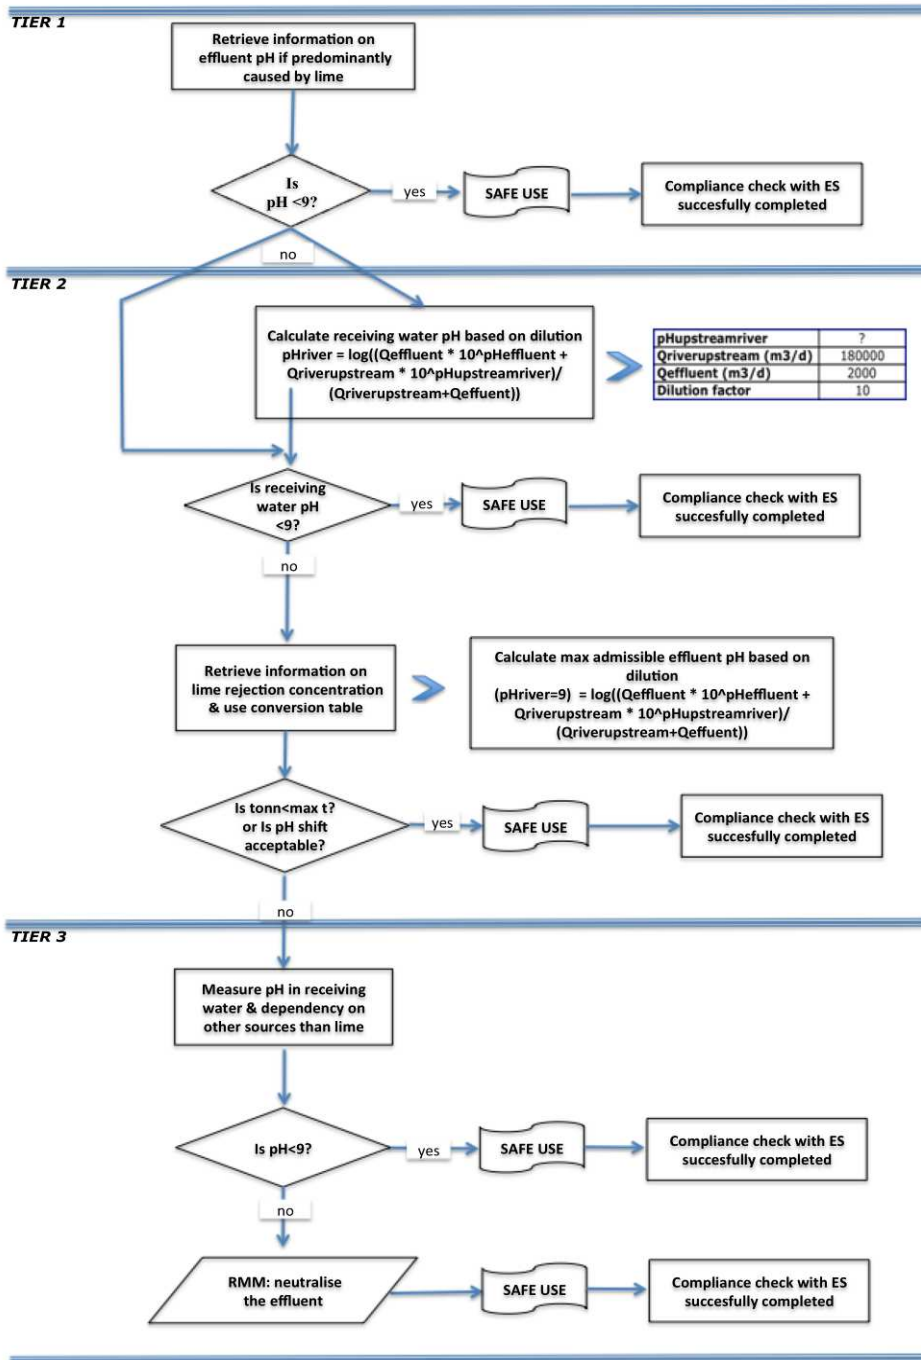 TIER 1
Retrieve information on
effluent pH if predominantly
caused by lime
Is
pH <9?
yes
SAFE USE
Compliance check with ES
succesfully completed
no
TIER 2
Calculate receiving water pH based on dilution
pHriver = log((Qeffluent * 10^pHeffluent +
Qriverupstream * 10^pHupstreamriver)/
(Qriverupstream+Qeffuent))
pHupstreamriver ?
Qriverupstream (m3/d) 180000
Qeffluent (m3/d) 2000
Dilution factor 10
Is receiving
water pH
<9?
yes
SAFE USE
Compliance check with ES
succesfully completed
no
Retrieve information on
lime rejection concentration
& use conversion table
Calculate max admissible effluent pH based on
dilution
(pHriver=9) = log((Qeffluent * 10^pHeffluent +
Qriverupstream * 10^pHupstreamriver)/
(Qriverupstream+Qeffuent))
Is tonn<max t?
or Is pH shift
acceptable?
yes
SAFE USE
Compliance check with ES
succesfully completed
no
TIER 3
Measure pH in receiving
water & dependency on
other sources than lime
Is pH<9?
yes
SAFE USE
Compliance check with ES
succesfully completed
no
RMM: neutralise
the effluent
SAFE USE
Compliance check with ES
succesfully completed